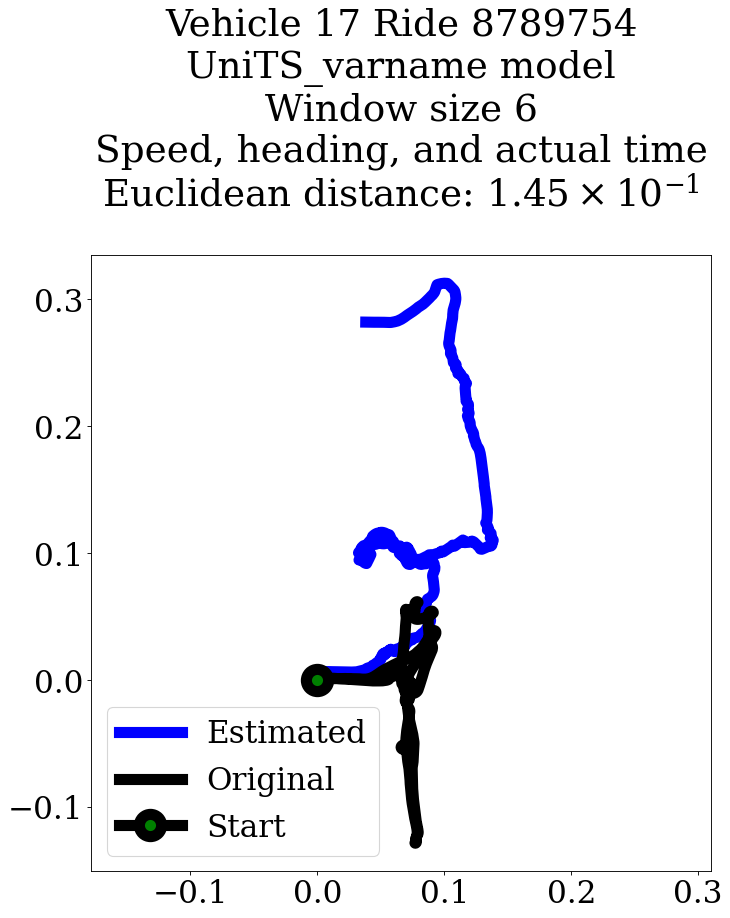 Vehicle 17 Ride 8789754
UniTS_varname model
Window size 6
Speed, heading, and actual time
Euclidean distance: 1.45 × 10⁻¹
0.3
0.2
0.1
0.0
−0.1
Estimated
Original
Start
−0.1 0.0 0.1 0.2 0.3